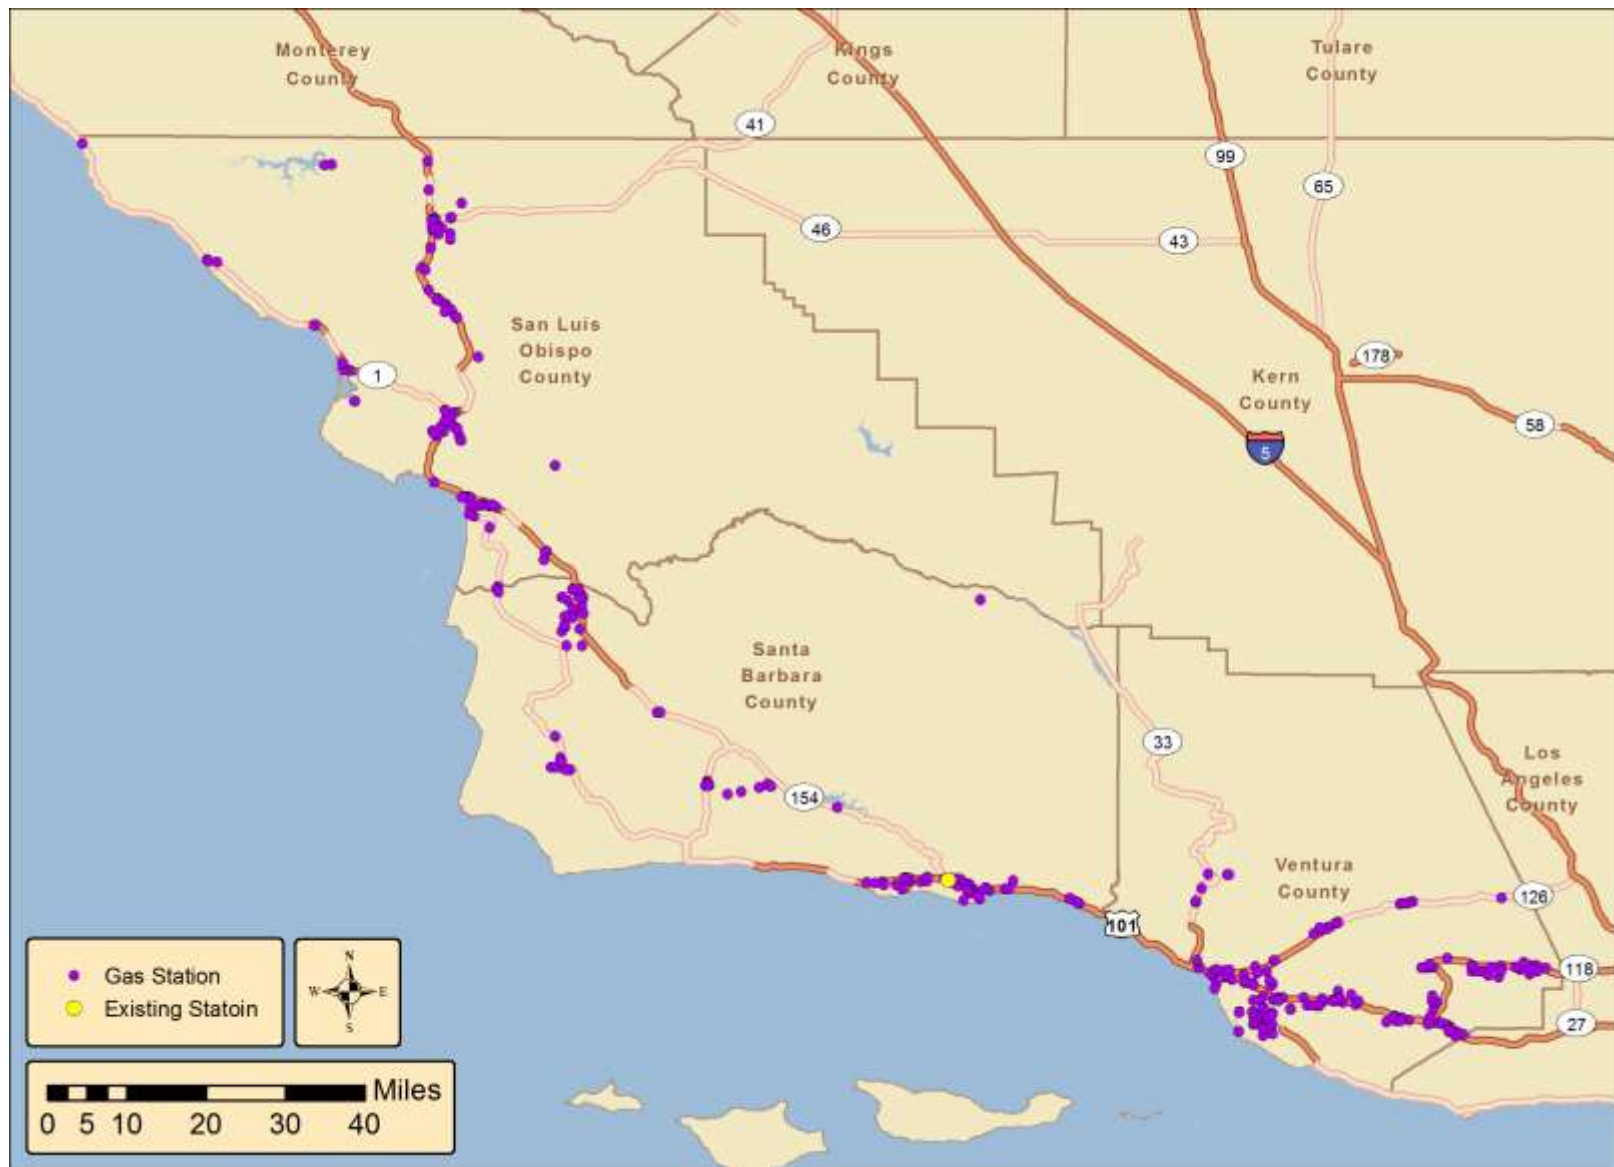 Monterey
County
Kings
County
Tulare
County
41
99
65
46
43
San Luis
Obispo
County
1
178
Kern
County
58
5
Santa
Barbara
County
33
Los
Angeles
County
154
Ventura
County
126
101
118
27
Gas Station
Existing Statoin
N
W E
S
Miles
0 5 10 20 30 40